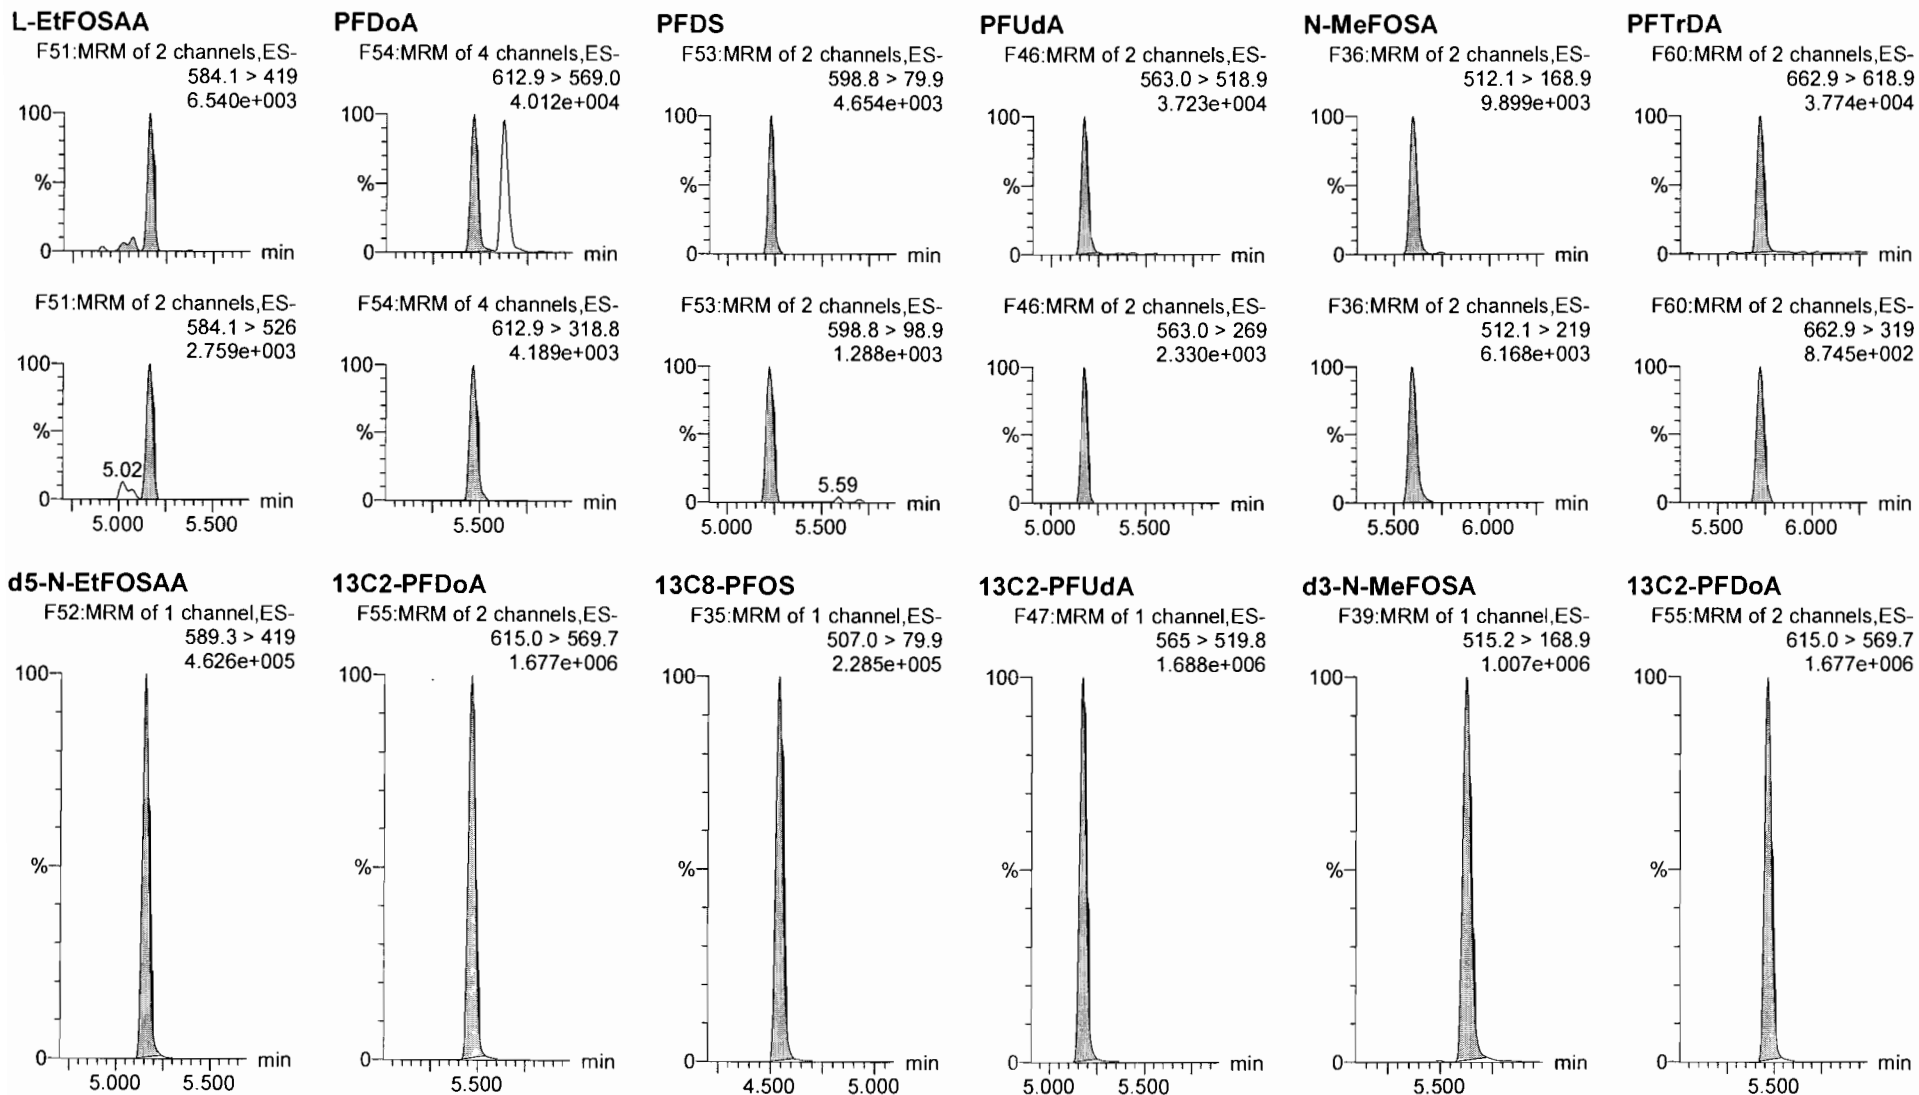 L-EtFOSAA
F51:MRM of 2 channels,ES-
584.1 > 419
6.540e+003
100
%
0
min
PFDoA
F54:MRM of 4 channels,ES-
612.9 > 569.0
4.012e+004
100
%
0
min
PFDS
F53:MRM of 2 channels,ES-
598.8 > 79.9
4.654e+003
100
%
0
min
PFUdA
F46:MRM of 2 channels,ES-
563.0 > 518.9
3.723e+004
100
%
0
min
N-MeFOSA
F36:MRM of 2 channels,ES-
512.1 > 168.9
9.899e+003
100
%
0
min
PFTrDA
F60:MRM of 2 channels,ES-
662.9 > 618.9
3.774e+004
100
%
0
min
F51:MRM of 2 channels,ES-
584.1 > 526
2.759e+003
100
%
5.02
0
min
5.000 5.500
F54:MRM of 4 channels,ES-
612.9 > 318.8
4.189e+003
100
%
0
min
5.500
F53:MRM of 2 channels,ES-
598.8 > 98.9
1.288e+003
100
%
5.59
0
min
5.000 5.500
F46:MRM of 2 channels,ES-
563.0 > 269
2.330e+003
100
%
0
min
5.000 5.500
F36:MRM of 2 channels,ES-
512.1 > 219
6.168e+003
100
%
0
min
5.500 6.000
F60:MRM of 2 channels,ES-
662.9 > 319
8.745e+002
100
%
0
min
5.500 6.000
d5-N-EtFOSAA
F52:MRM of 1 channel,ES-
589.3 > 419
4.626e+005
100
%
0
min
5.000 5.500
13C2-PFDoA
F55:MRM of 2 channels,ES-
615.0 > 569.7
1.677e+006
100
%
0
min
5.500
13C8-PFOS
F35:MRM of 1 channel,ES-
507.0 > 79.9
2.285e+005
100
%
0
min
4.500 5.000
13C2-PFUdA
F47:MRM of 1 channel,ES-
565 > 519.8
1.688e+006
100
%
0
min
5.000 5.500
d3-N-MeFOSA
F39:MRM of 1 channel,ES-
515.2 > 168.9
1.007e+006
100
%
0
min
5.500
13C2-PFDoA
F55:MRM of 2 channels,ES-
615.0 > 569.7
1.677e+006
100
%
0
min
5.500